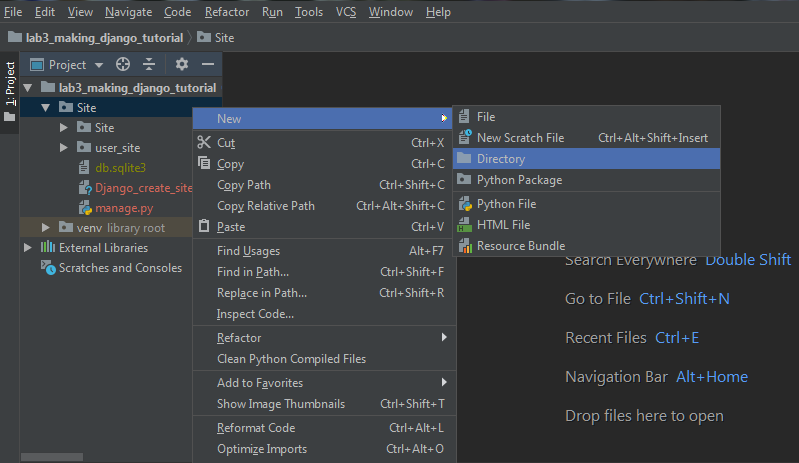 File Edit View Navigate Code Refactor Run Tools VCS Window Help
lab3_making_django_tutorial Site
1: Project
Project
lab3_making_django_tutorial
Site
Site
user_site
db.sqlite3
Django_create_site
manage.py
venv library root
External Libraries
Scratches and Consoles
New
Cut Ctrl+X
Copy Ctrl+C
Copy Path Ctrl+Shift+C
Copy Relative Path Ctrl+Alt+Shift+C
Paste Ctrl+V
Find Usages Alt+F7
Find in Path... Ctrl+Shift+F
Replace in Path... Ctrl+Shift+R
Inspect Code...
Refactor
Clean Python Compiled Files
Add to Favorites
Show Image Thumbnails Ctrl+Shift+T
Reformat Code Ctrl+Alt+L
Optimize Imports Ctrl+Alt+O
File
New Scratch File Ctrl+Alt+Shift+Insert
Directory
Python Package
Python File
HTML File
Resource Bundle
Search Everywhere Double Shift
Go to File Ctrl+Shift+N
Recent Files Ctrl+E
Navigation Bar Alt+Home
Drop files here to open